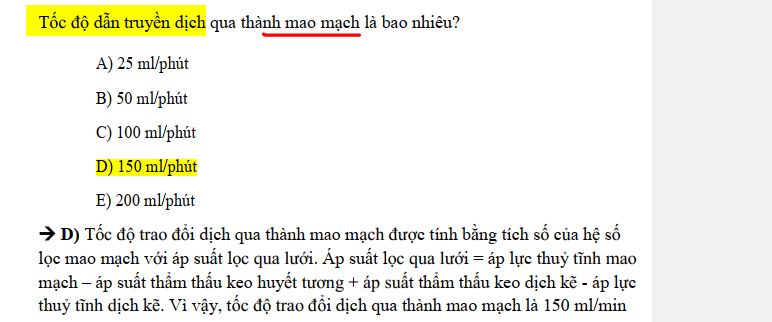 Tốc độ dẫn truyền dịch qua thành mao mạch là bao nhiêu?
A) 25 ml/phút
B) 50 ml/phút
C) 100 ml/phút
D) 150 ml/phút
E) 200 ml/phút
➔ D) Tốc độ trao đổi dịch qua thành mao mạch được tính bằng tích số của hệ số
lọc mao mạch với áp suất lọc qua lưới. Áp suất lọc qua lưới = áp lực thuỷ tĩnh mao
mạch – áp suất thẩm thấu keo huyết tương + áp suất thẩm thấu keo dịch kẽ - áp lực
thuỷ tĩnh dịch kẽ. Vì vậy, tốc độ trao đổi dịch qua thành mao mạch là 150 ml/min